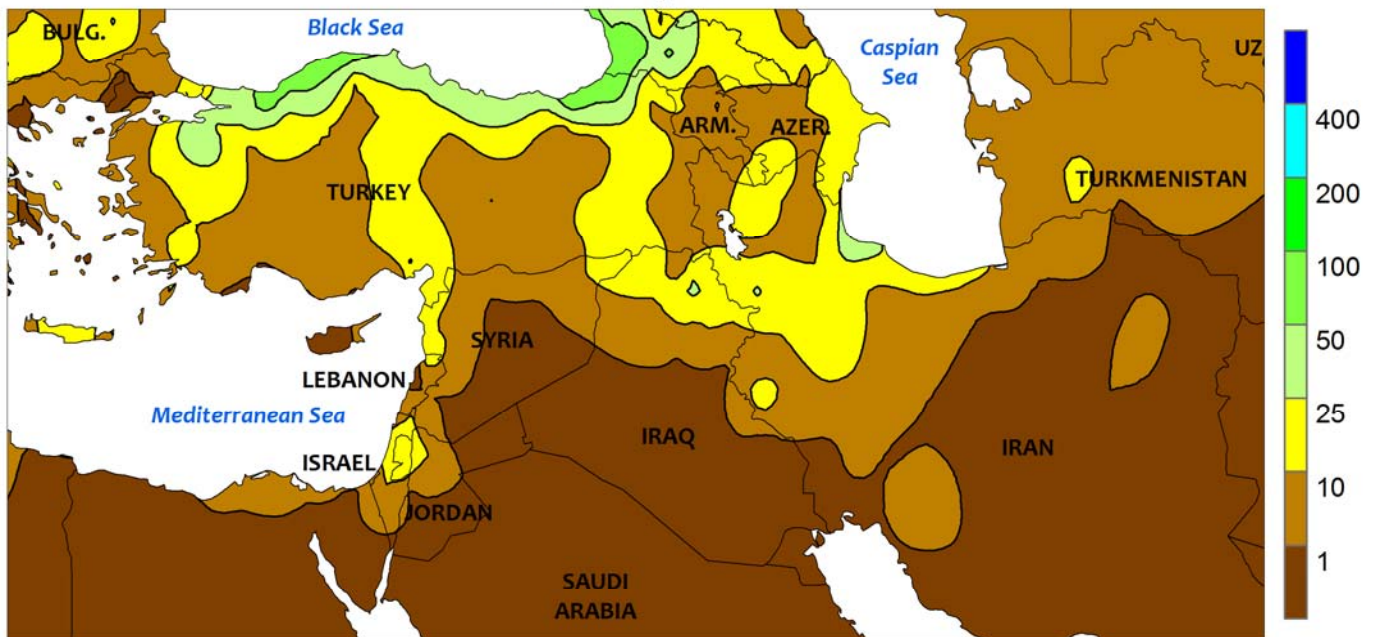 BULG.
Black Sea
Caspian
Sea
UZ
400
ARM.
AZER.
TURKEY
TURKMENISTAN
200
100
SYRIA
50
LEBANON
Mediterranean Sea
25
ISRAEL
IRAQ
IRAN
10
JORDAN
1
SAUDI
ARABIA